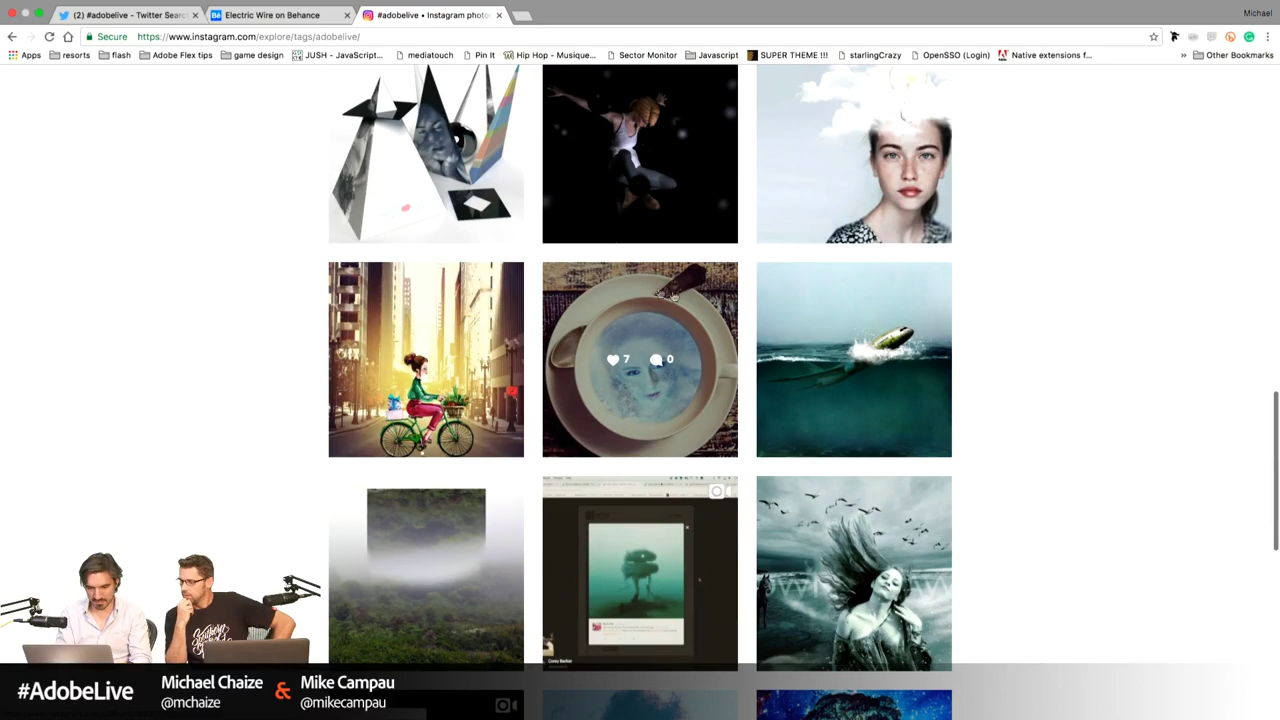 (2) #adobelive - Twitter Searc
Electric Wire on Behance
#adobelive • Instagram photo
Michael
Secure
https://www.instagram.com/explore/tags/adobelive/
Apps
resorts
flash
Adobe Flex tips
game design
JUSH - JavaScript...
mediatouch
Pin It
Hip Hop - Musique...
Sector Monitor
Javascript
SUPER THEME !!!
starlingCrazy
OpenSSO (Login)
Native extensions f...
»
Other Bookmarks
7
0
#AdobeLive
Michael Chaize
@mchaize
&
Mike Campau
@mikecampau